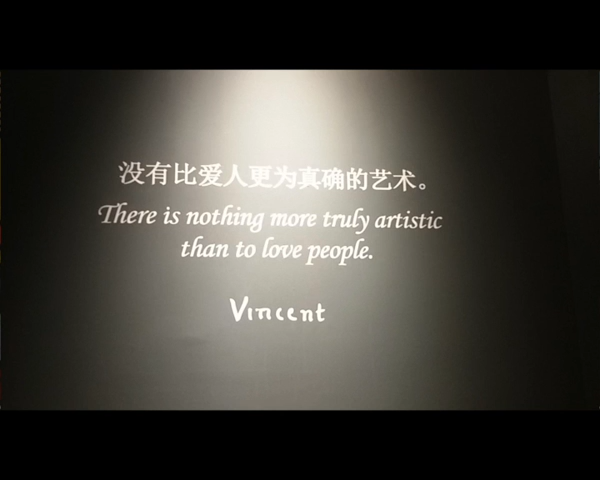 没有比爱人更为真确的艺术。
There is nothing more truly artistic
than to love people.
Vincent